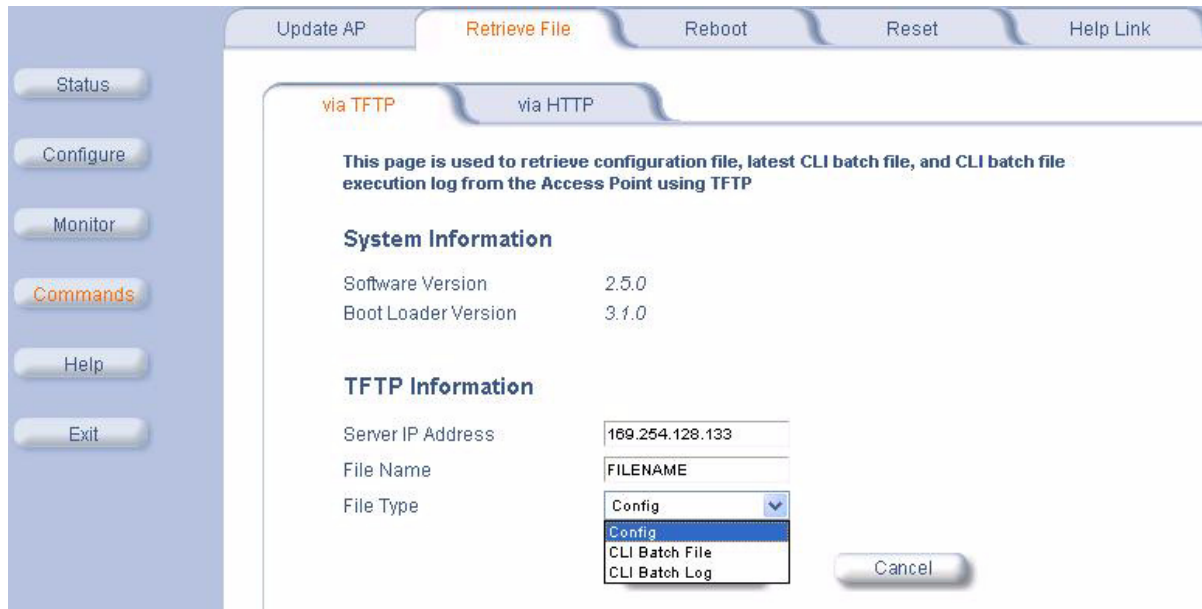 Update AP
Retrieve File
Reboot
Reset
Help Link
Status
Configure
Monitor
Commands
Help
Exit
via TFTP
via HTTP
This page is used to retrieve configuration file, latest CLI batch file, and CLI batch file
execution log from the Access Point using TFTP
System Information
Software Version 2.5.0
Boot Loader Version 3.1.0
TFTP Information
Server IP Address 169.254.128.133
File Name FILENAME
File Type Config
Config
CLI Batch File
CLI Batch Log
Cancel